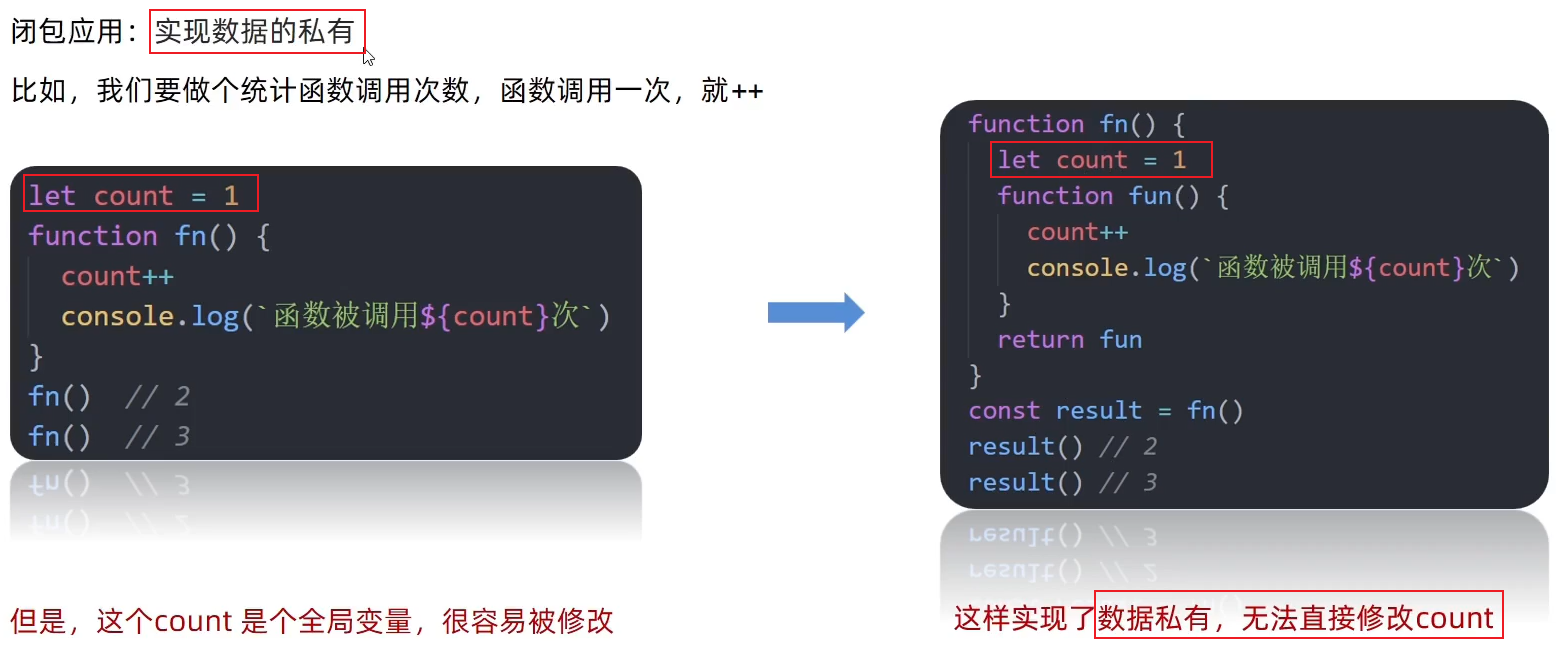 闭包应用：实现数据的私有
比如，我们要做个统计函数调用次数，函数调用一次，就++
let count = 1
function fn() {
  count++
  console.log(`函数被调用${count}次`)
}
fn()  // 2
fn()  // 3
但是，这个count 是个全局变量，很容易被修改
function fn() {
  let count = 1
  function fun() {
    count++
    console.log(`函数被调用${count}次`)
  }
  return fun
}
const result = fn()
result() // 2
result() // 3
这样实现了数据私有，无法直接修改count